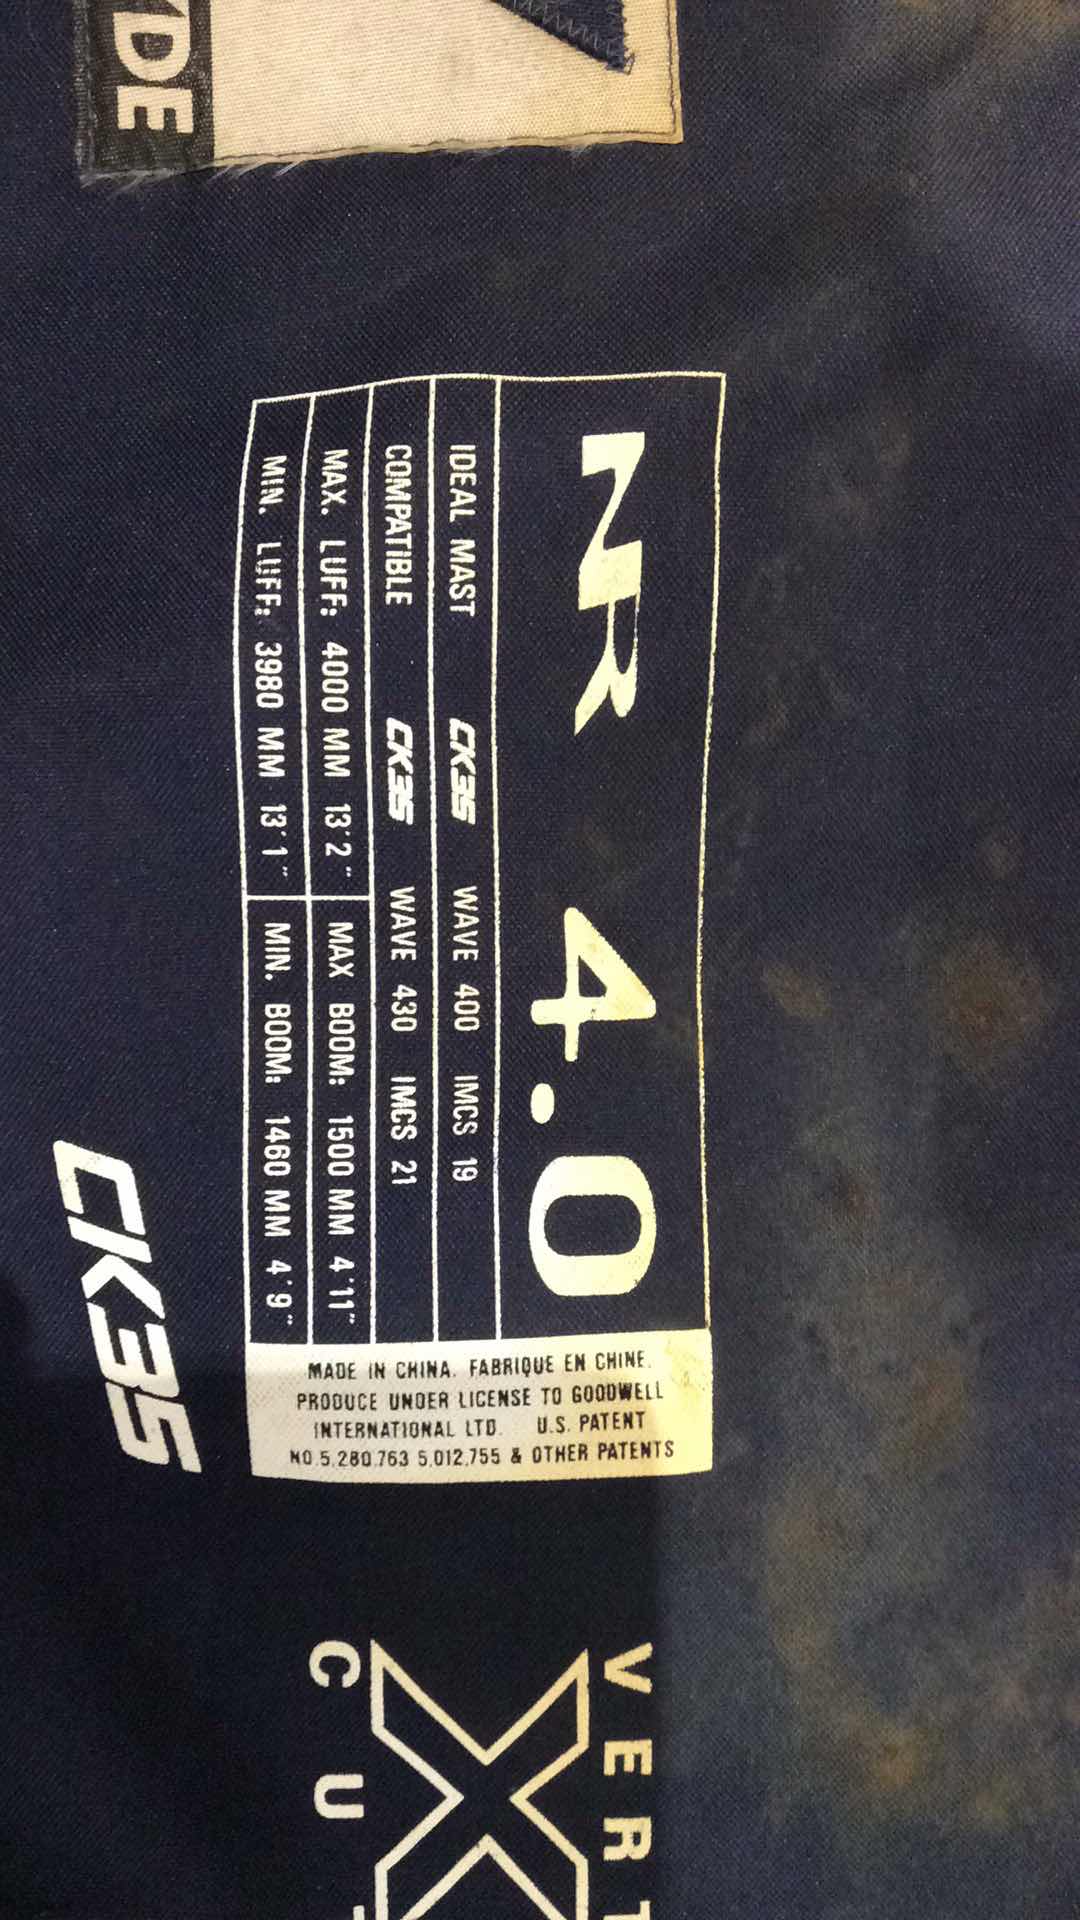 NR 4.0
IDEAL MAST CK35 WAVE 400 IMCS 19
COMPATIBLE CK35 WAVE 430 IMCS 21
MAX. LUFF: 4000 MM 13'2" MAX BOOM: 1500 MM 4'11"
MIN. LUFF: 3980 MM 13'1" MIN. BOOM: 1460 MM 4'9"
MADE IN CHINA. FABRIQUE EN CHINE.
PRODUCE UNDER LICENSE TO GOODWELL
INTERNATIONAL LTD. U.S. PATENT
NO.5,280,763 5,012,755 & OTHER PATENTS
CK35